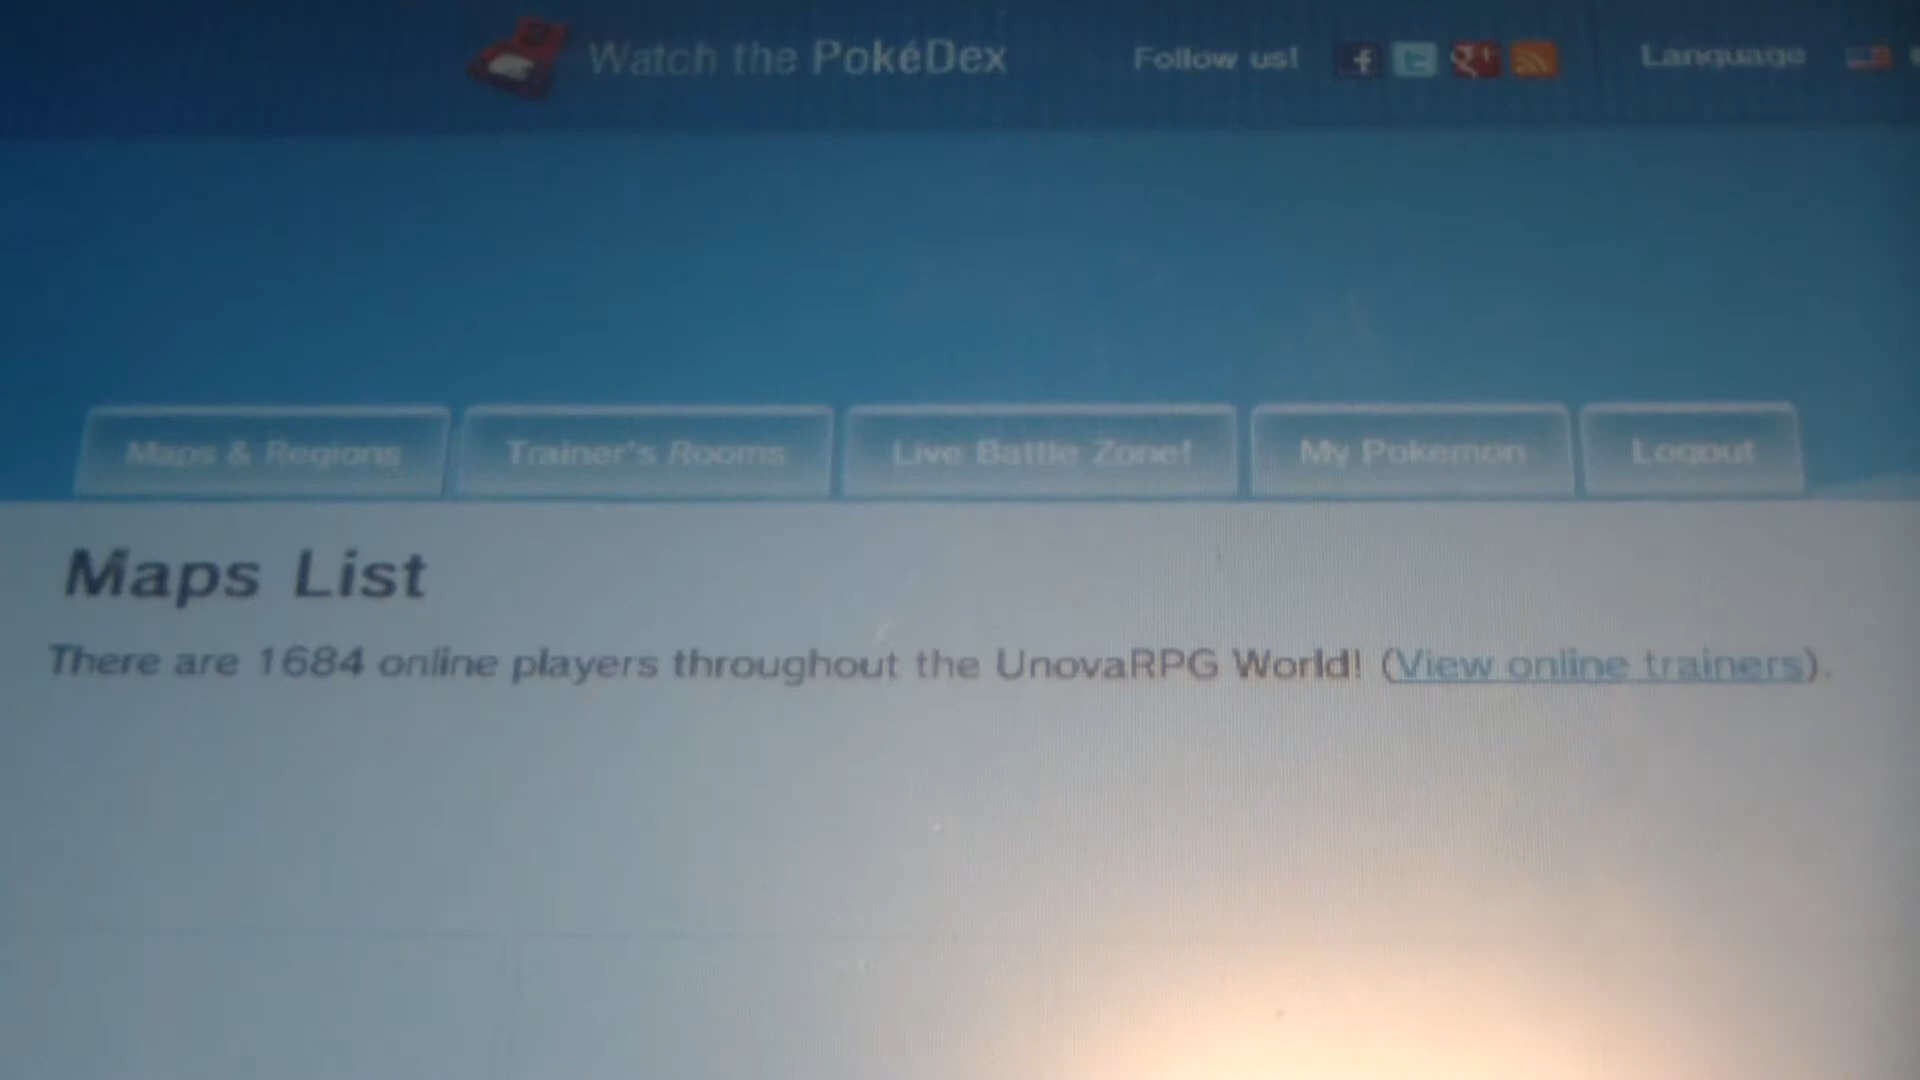 Watch the PokéDex
Follow us!
Language
Maps & Regions
Trainer's Rooms
Live Battle Zone!
My Pokemon
Logout
Maps List
There are 1684 online players throughout the UnovaRPG World! (View online trainers).